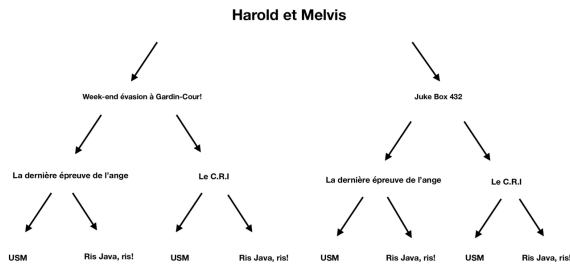 Harold et Melvis
Week-end évasion à Gardin-Cour!
Juke Box 432
La dernière épreuve de l'ange
Le C.R.I
La dernière épreuve de l'ange
Le C.R.I
USM
Ris Java, ris!
USM
Ris Java, ris!
USM
Ris Java, ris!
USM
Ris Java, ris!